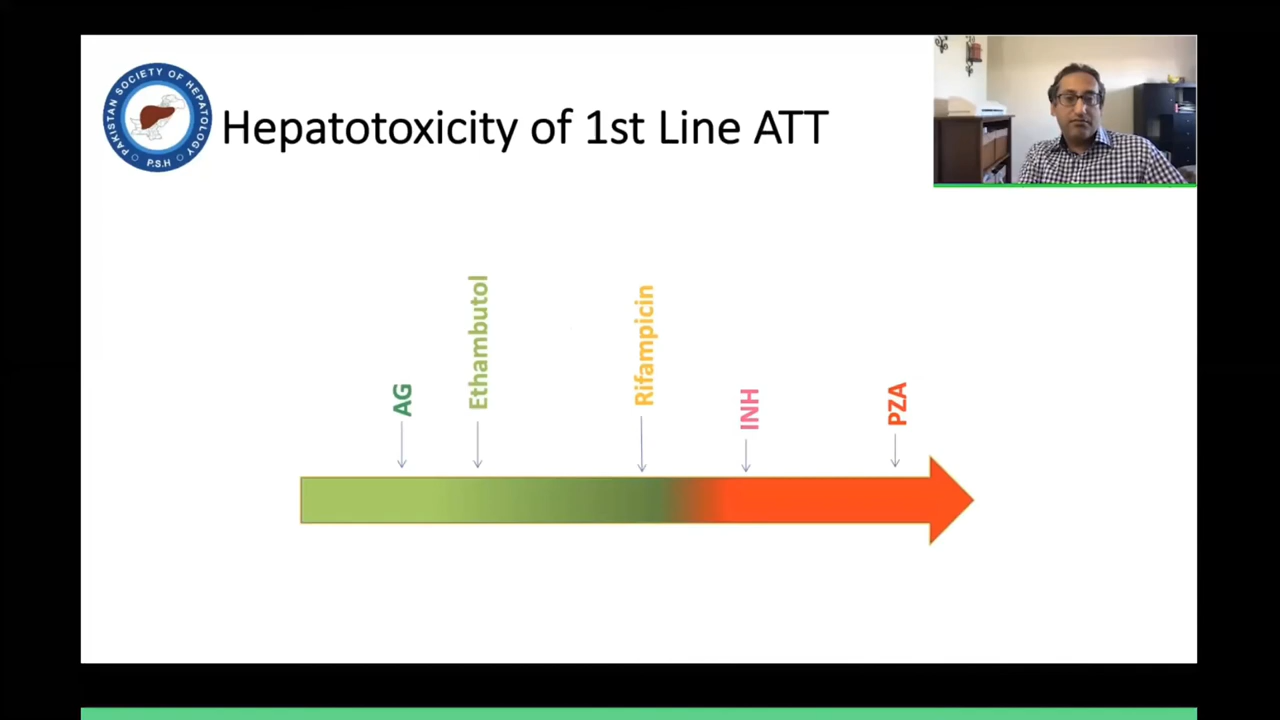 PAKISTAN SOCIETY OF HEPATOLOGY
P.S.H
Hepatotoxicity of 1st Line ATT
AG
Ethambutol
Rifampicin
INH
PZA